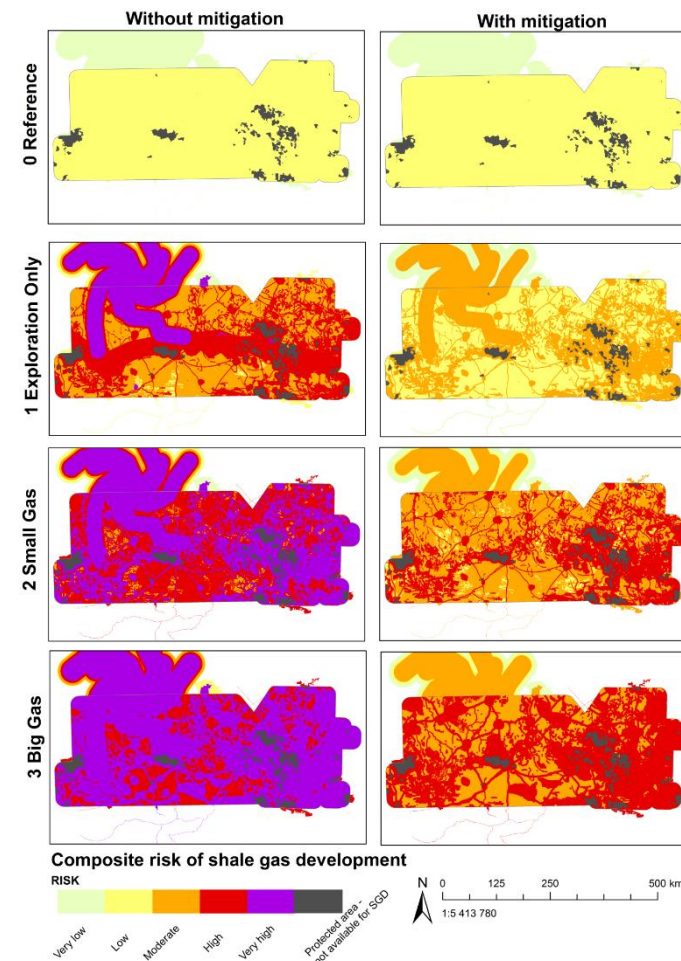 Without mitigation
With mitigation
0 Reference
1 Exploration Only
2 Small Gas
3 Big Gas
Composite risk of shale gas development
RISK
Very low
Low
Moderate
High
Very high
Protected area -
not available for SGD
N
0 125 250 500 km
1:5 413 780